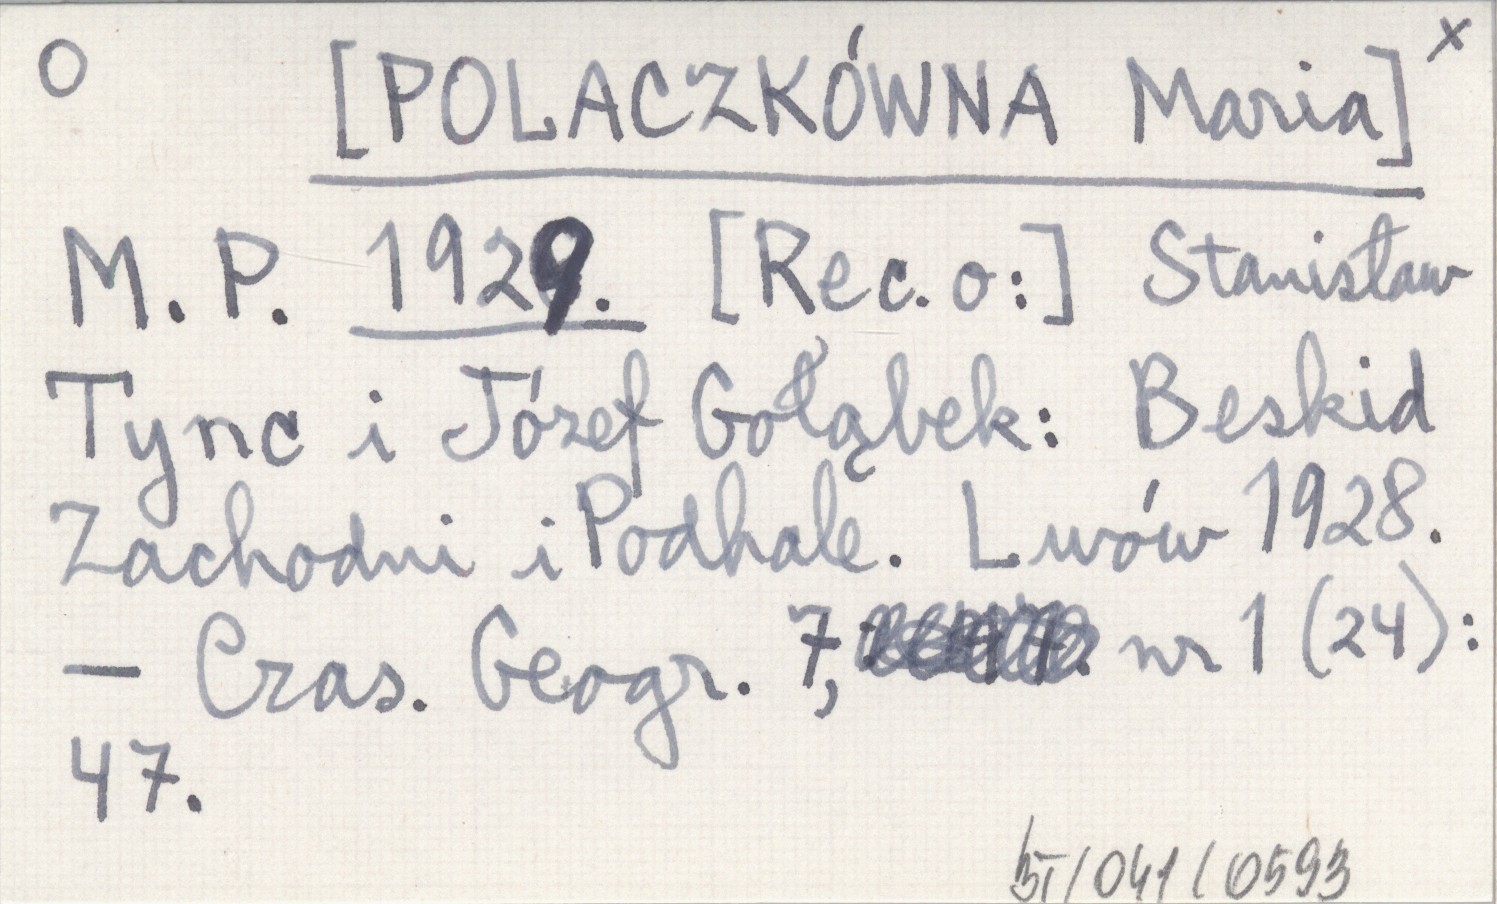 O [POLACZKÓWNA Maria] x
M. P. 1929. [Rec. o:] Stanisław
Tync i Józef Gołąbek: Beskid
Zachodni i Podhale. Lwów 1928.
— Czas. Geogr. 7, nr 1 (24):
47.
/041/0593